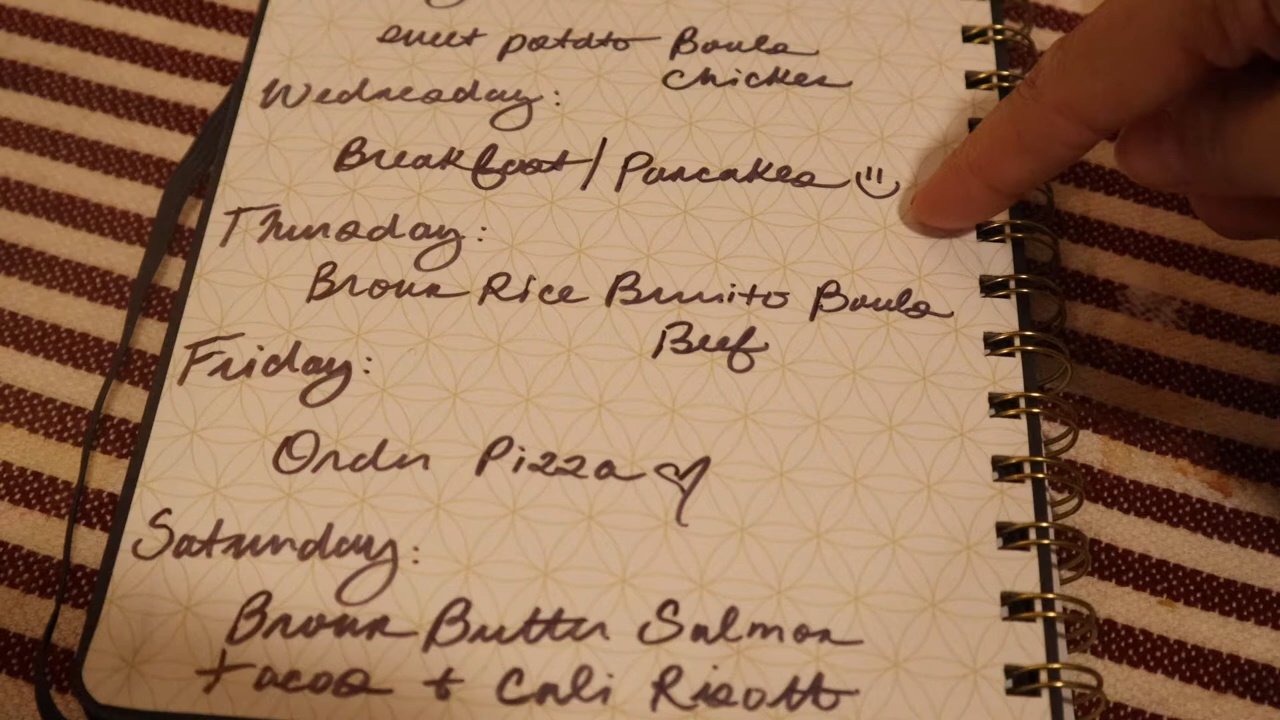 sweet potato Bowls
chicken
Wednesday:
Breakfast / Pancakes
Thursday:
Brown Rice Burrito Bowls
Beef
Friday:
Order Pizza
Saturday:
Brown Butter Salmon
tacos + Cali Risotto